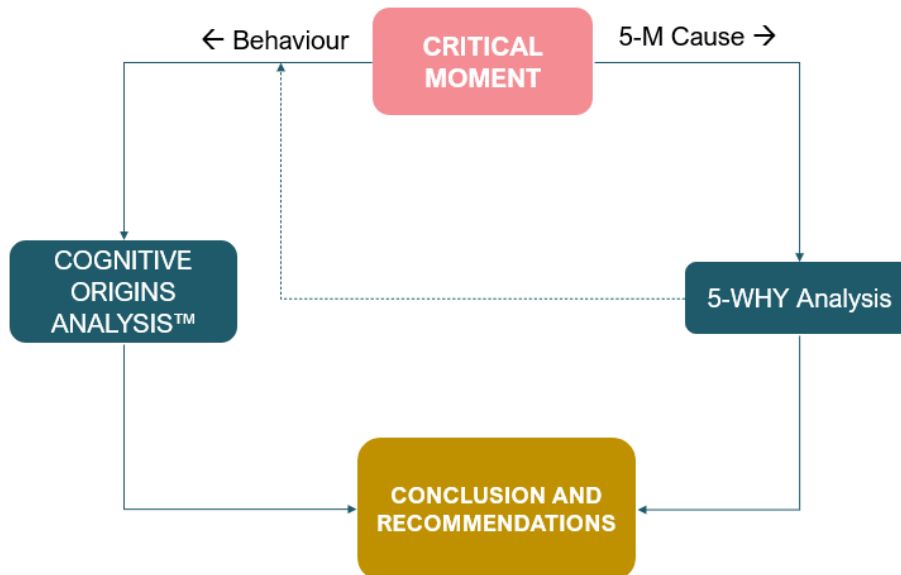 ← Behaviour
CRITICAL
MOMENT
5-M Cause →
COGNITIVE
ORIGINS
ANALYSIS™
5-WHY Analysis
CONCLUSION AND
RECOMMENDATIONS